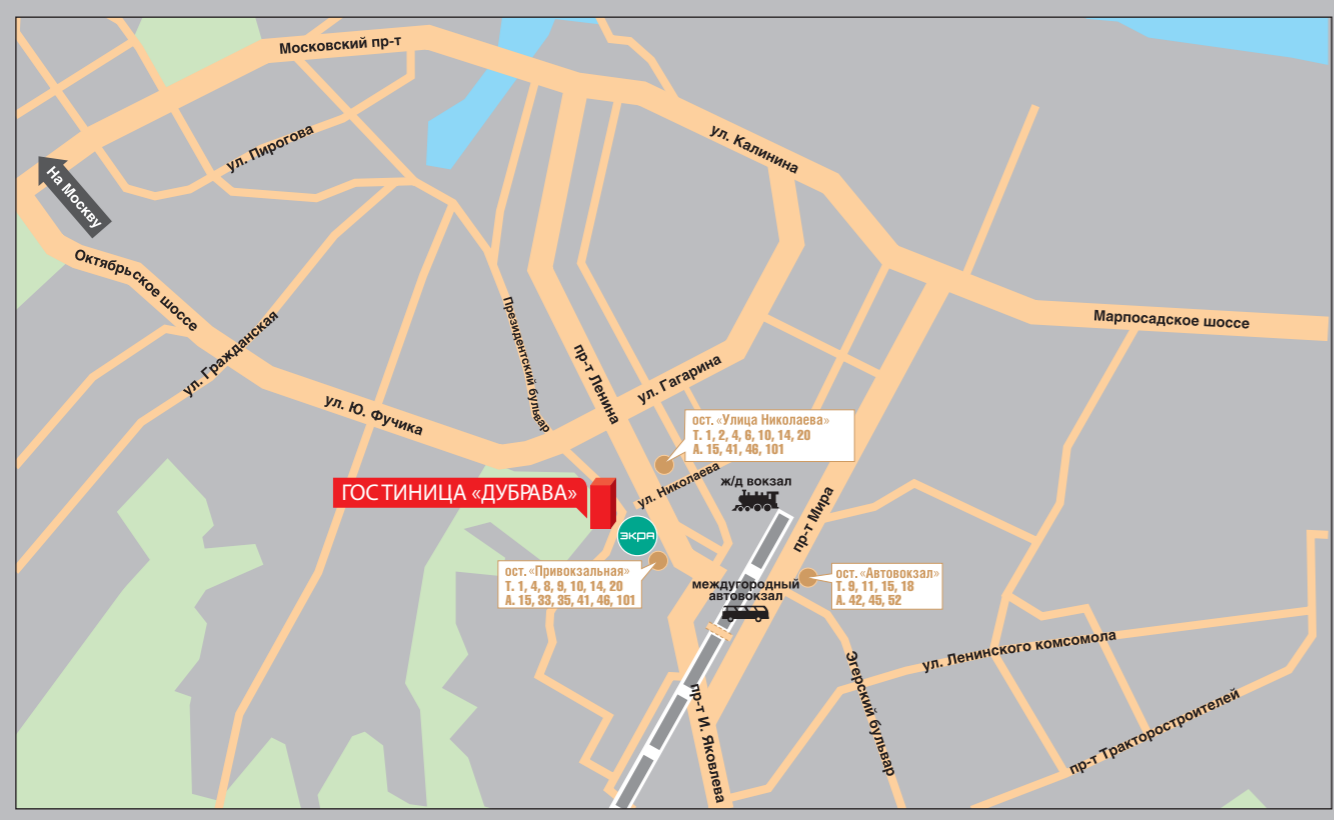 Московский пр-т
ул. Пирогова
ул. Калинина
На Москву
Октябрьское шоссе
Марпосадское шоссе
ул. Гражданская
Президентский бульвар
пр-т Ленина
ул. Гагарина
ул. Ю. Фучика
ост. «Улица Николаева»
Т. 1, 2, 4, 6, 10, 14, 20
А. 15, 41, 46, 101
ул. Николаева
ж/д вокзал
ГОСТИНИЦА «ДУБРАВА»
пр-т Мира
экра
ост. «Привокзальная»
Т. 1, 4, 8, 9, 10, 14, 20
А. 15, 33, 35, 41, 46, 101
междугородный
автовокзал
ост. «Автовокзал»
Т. 9, 11, 15, 18
А. 42, 45, 52
ул. Ленинского комсомола
Эгерский бульвар
пр-т И. Яковлева
пр-т Тракторостроителей